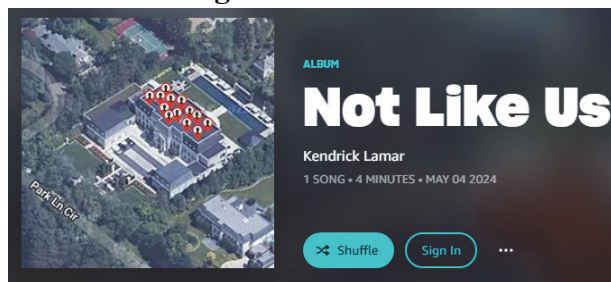 ALBUM
Not Like Us
Kendrick Lamar
1 SONG • 4 MINUTES • MAY 04 2024
Shuffle
Sign In
Park Ln Cir